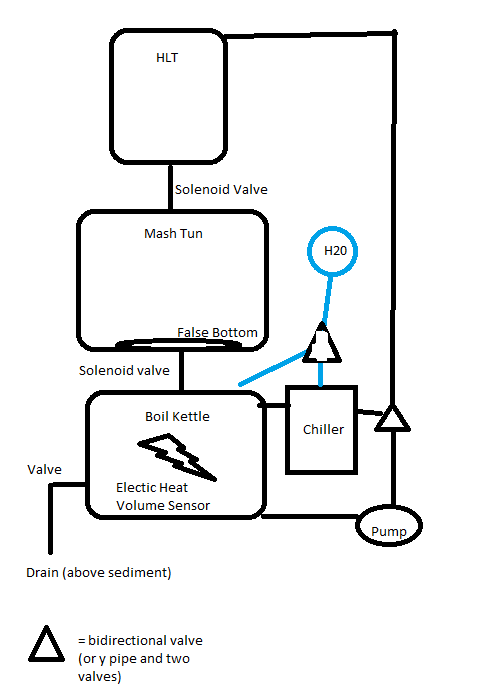 HLT
Solenoid Valve
Mash Tun
H20
False Bottom
Solenoid valve
Boil Kettle
Chiller
Valve
Electic Heat
Volume Sensor
Pump
Drain (above sediment)
= bidirectional valve
(or y pipe and two
valves)